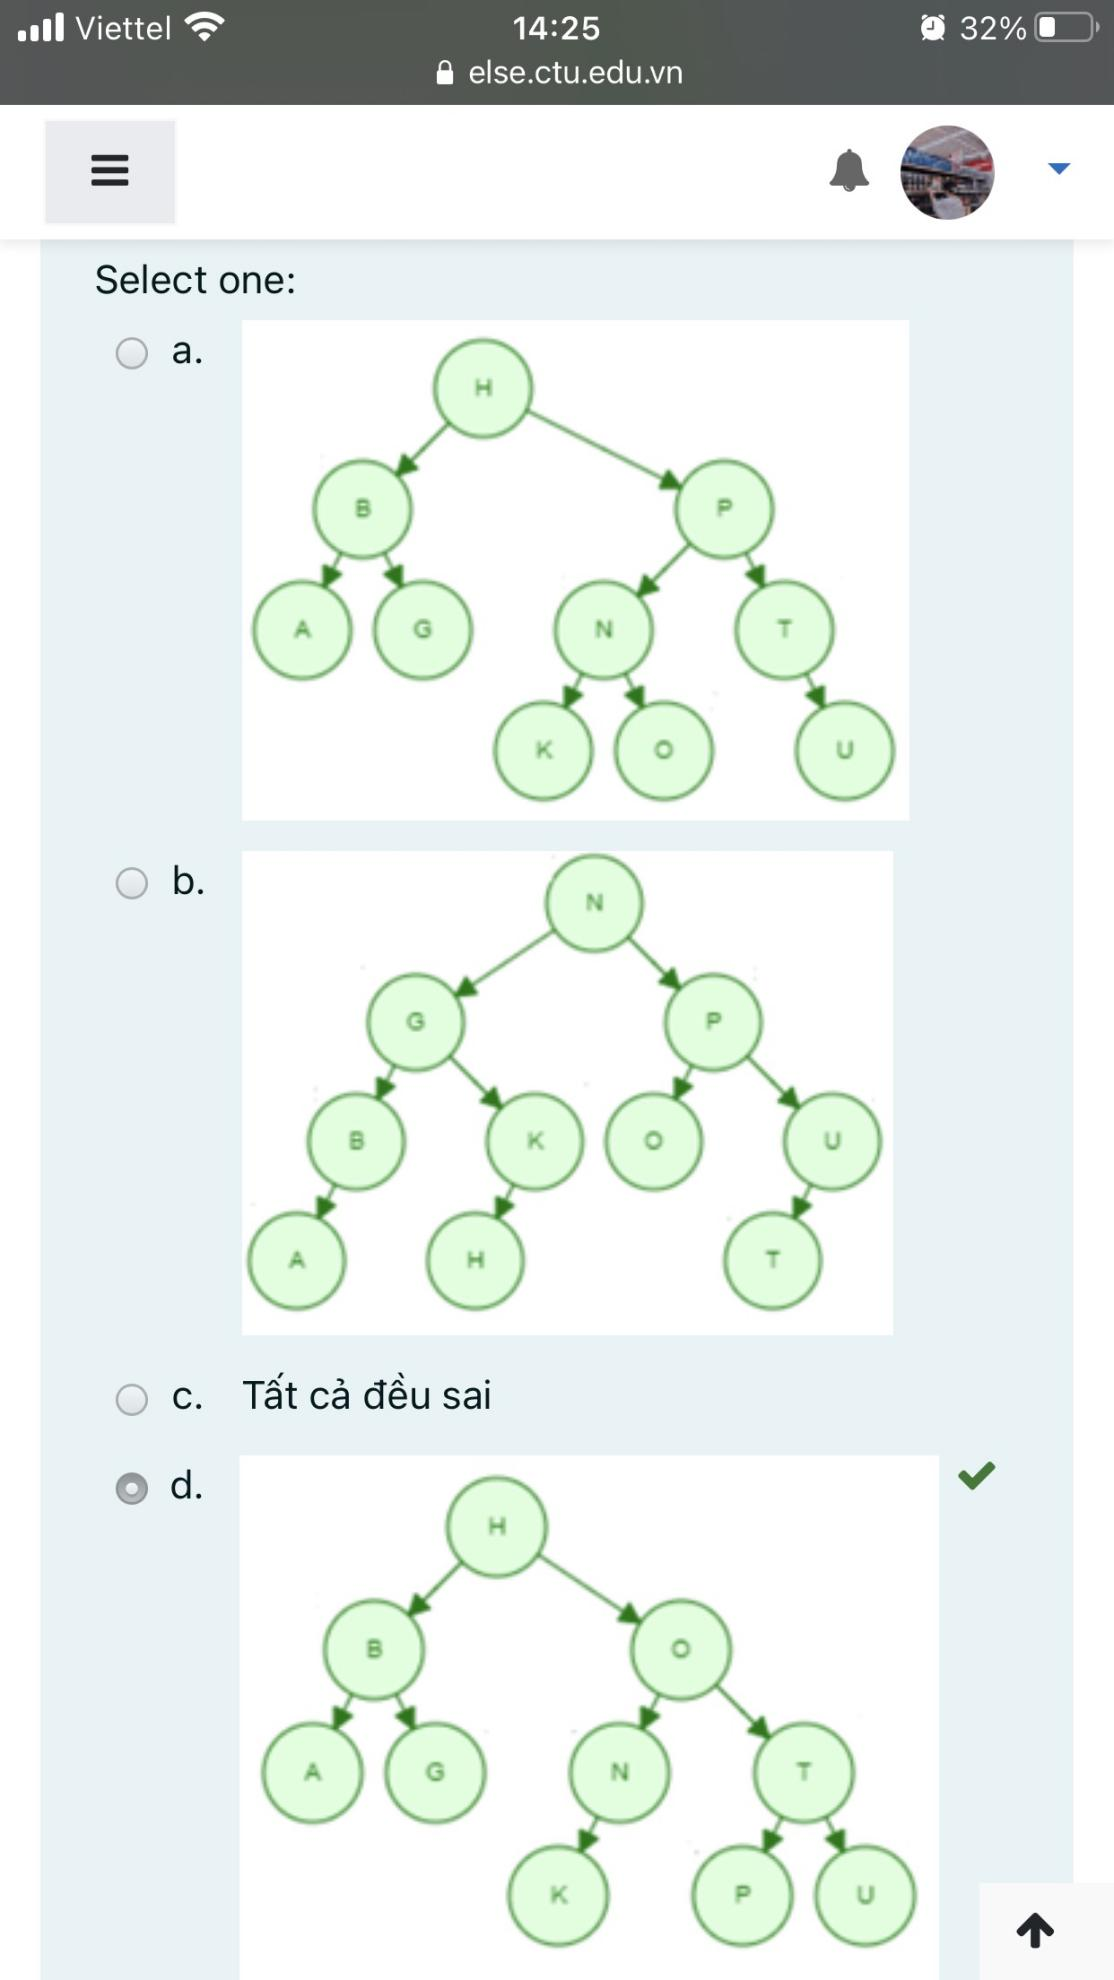 Viettel
14:25
32%
else.ctu.edu.vn
Select one:
a.
H
B
P
A
G
N
T
K
O
U
b.
N
G
P
B
K
O
U
A
H
T
c. Tất cả đều sai
d.
H
B
O
A
G
N
T
K
P
U